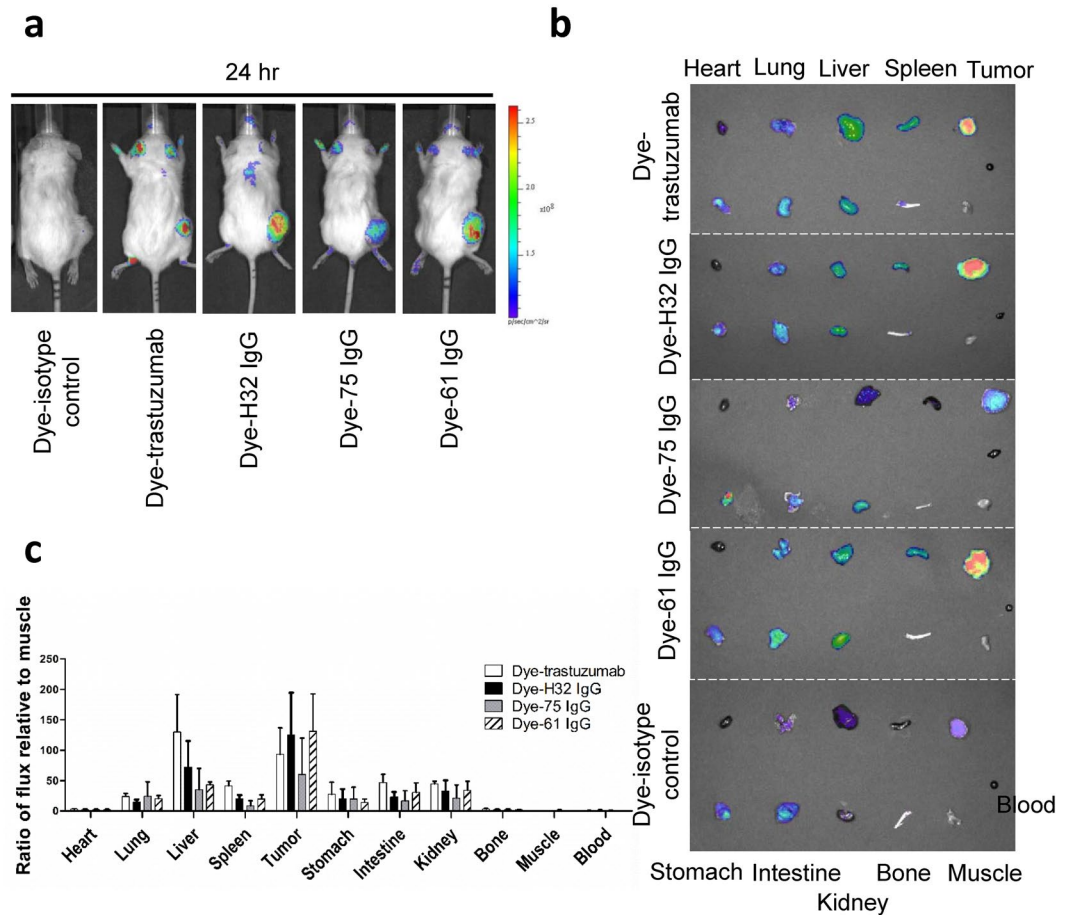 a
24 hr
2.5
2.0
x10⁸
1.5
p/sec/cm^2/sr
Dye-isotype
control
Dye-trastuzumab
Dye-H32 IgG
Dye-75 IgG
Dye-61 IgG
b
Heart Lung Liver Spleen Tumor
Dye-
trastuzumab
Dye-H32 IgG
Dye-75 IgG
Dye-61 IgG
Dye-isotype
control
Blood
Stomach Intestine Bone Muscle
Kidney
c
Ratio of flux relative to muscle
250
200
150
100
50
0
Dye-trastuzumab
Dye-H32 IgG
Dye-75 IgG
Dye-61 IgG
Heart Lung Liver Spleen Tumor Stomach Intestine Kidney Bone Muscle Blood